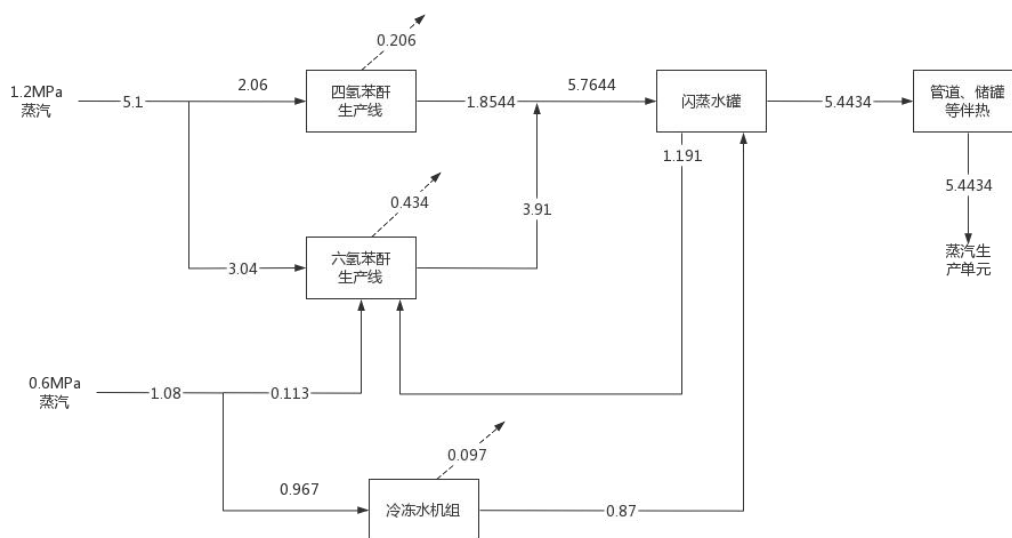 0.206
1.2MPa
蒸汽
5.1
2.06
四氢苯酐
生产线
1.8544
5.7644
闪蒸水罐
5.4434
管道、储罐
等伴热
1.191
5.4434
0.434
3.91
蒸汽生
产单元
3.04
六氢苯酐
生产线
0.6MPa
蒸汽
1.08
0.113
0.097
0.967
冷冻水机组
0.87